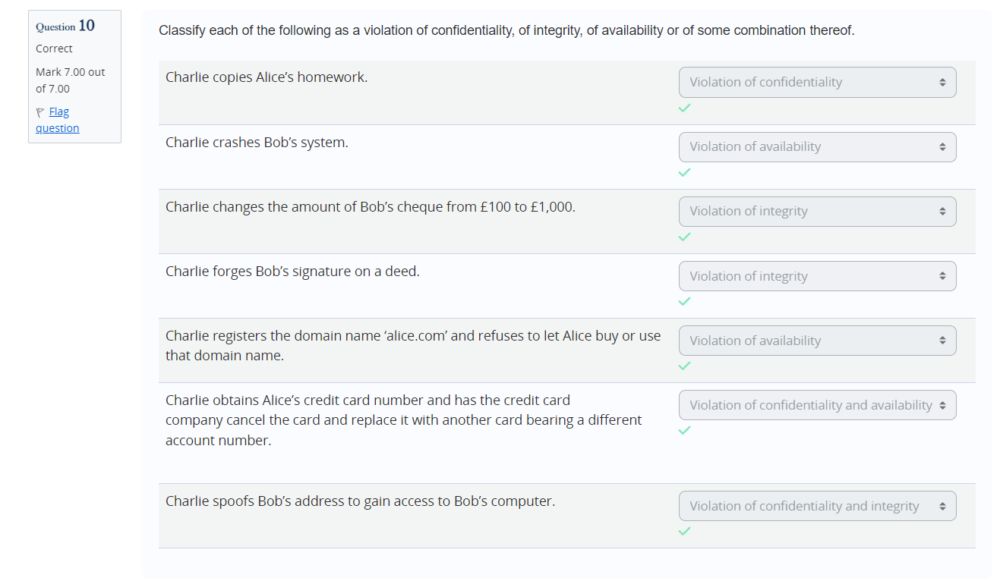 Question 10
Correct
Mark 7.00 out
of 7.00
Flag
question
Classify each of the following as a violation of confidentiality, of integrity, of availability or of some combination thereof.
Charlie copies Alice’s homework.
Violation of confidentiality
Charlie crashes Bob’s system.
Violation of availability
Charlie changes the amount of Bob’s cheque from £100 to £1,000.
Violation of integrity
Charlie forges Bob’s signature on a deed.
Violation of integrity
Charlie registers the domain name ‘alice.com’ and refuses to let Alice buy or use
that domain name.
Violation of availability
Charlie obtains Alice’s credit card number and has the credit card
company cancel the card and replace it with another card bearing a different
account number.
Violation of confidentiality and availability
Charlie spoofs Bob’s address to gain access to Bob’s computer.
Violation of confidentiality and integrity